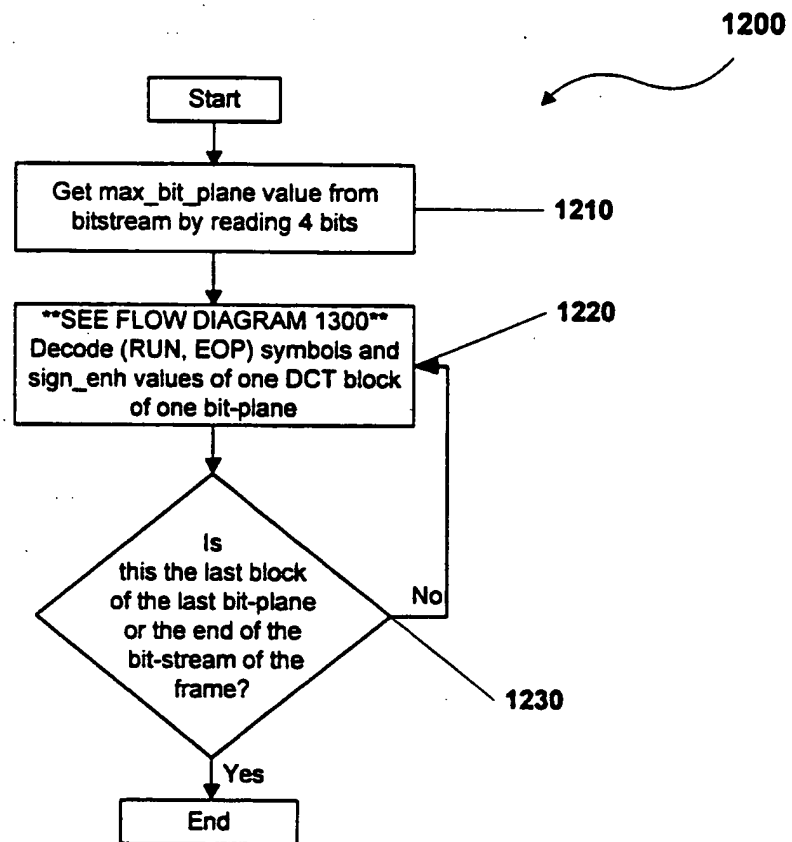 1200
Start
Get max_bit_plane value from
bitstream by reading 4 bits
1210
**SEE FLOW DIAGRAM 1300**
Decode (RUN, EOP) symbols and
sign_enh values of one DCT block
of one bit-plane
1220
Is
this the last block
of the last bit-plane
or the end of the
bit-stream of the
frame?
No
1230
Yes
End